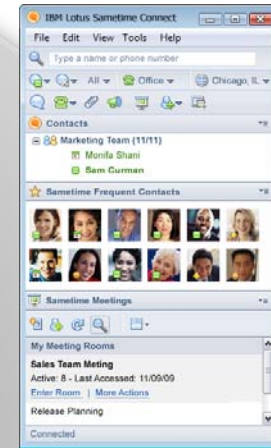 IBM Lotus Sametime Connect
File Edit View Tools Help
Type a name or phone number
All Office Chicago, IL
Contacts
Marketing Team (11/11)
Monifa Shani
Sam Curman
Sametime Frequent Contacts
Sametime Meetings
My Meeting Rooms
Sales Team Meting
Active: 8 - Last Accessed: 11/09/09
Enter Room | More Actions
Release Planning
Connected